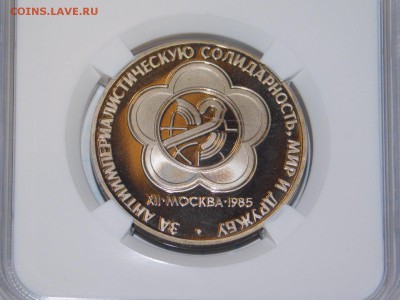 COINS.LAVE.RU
ЗА АНТИИМПЕРИАЛИСТИЧЕСКУЮ СОЛИДАРНОСТЬ, МИР И ДРУЖБУ
XII·МОСКВА·1985